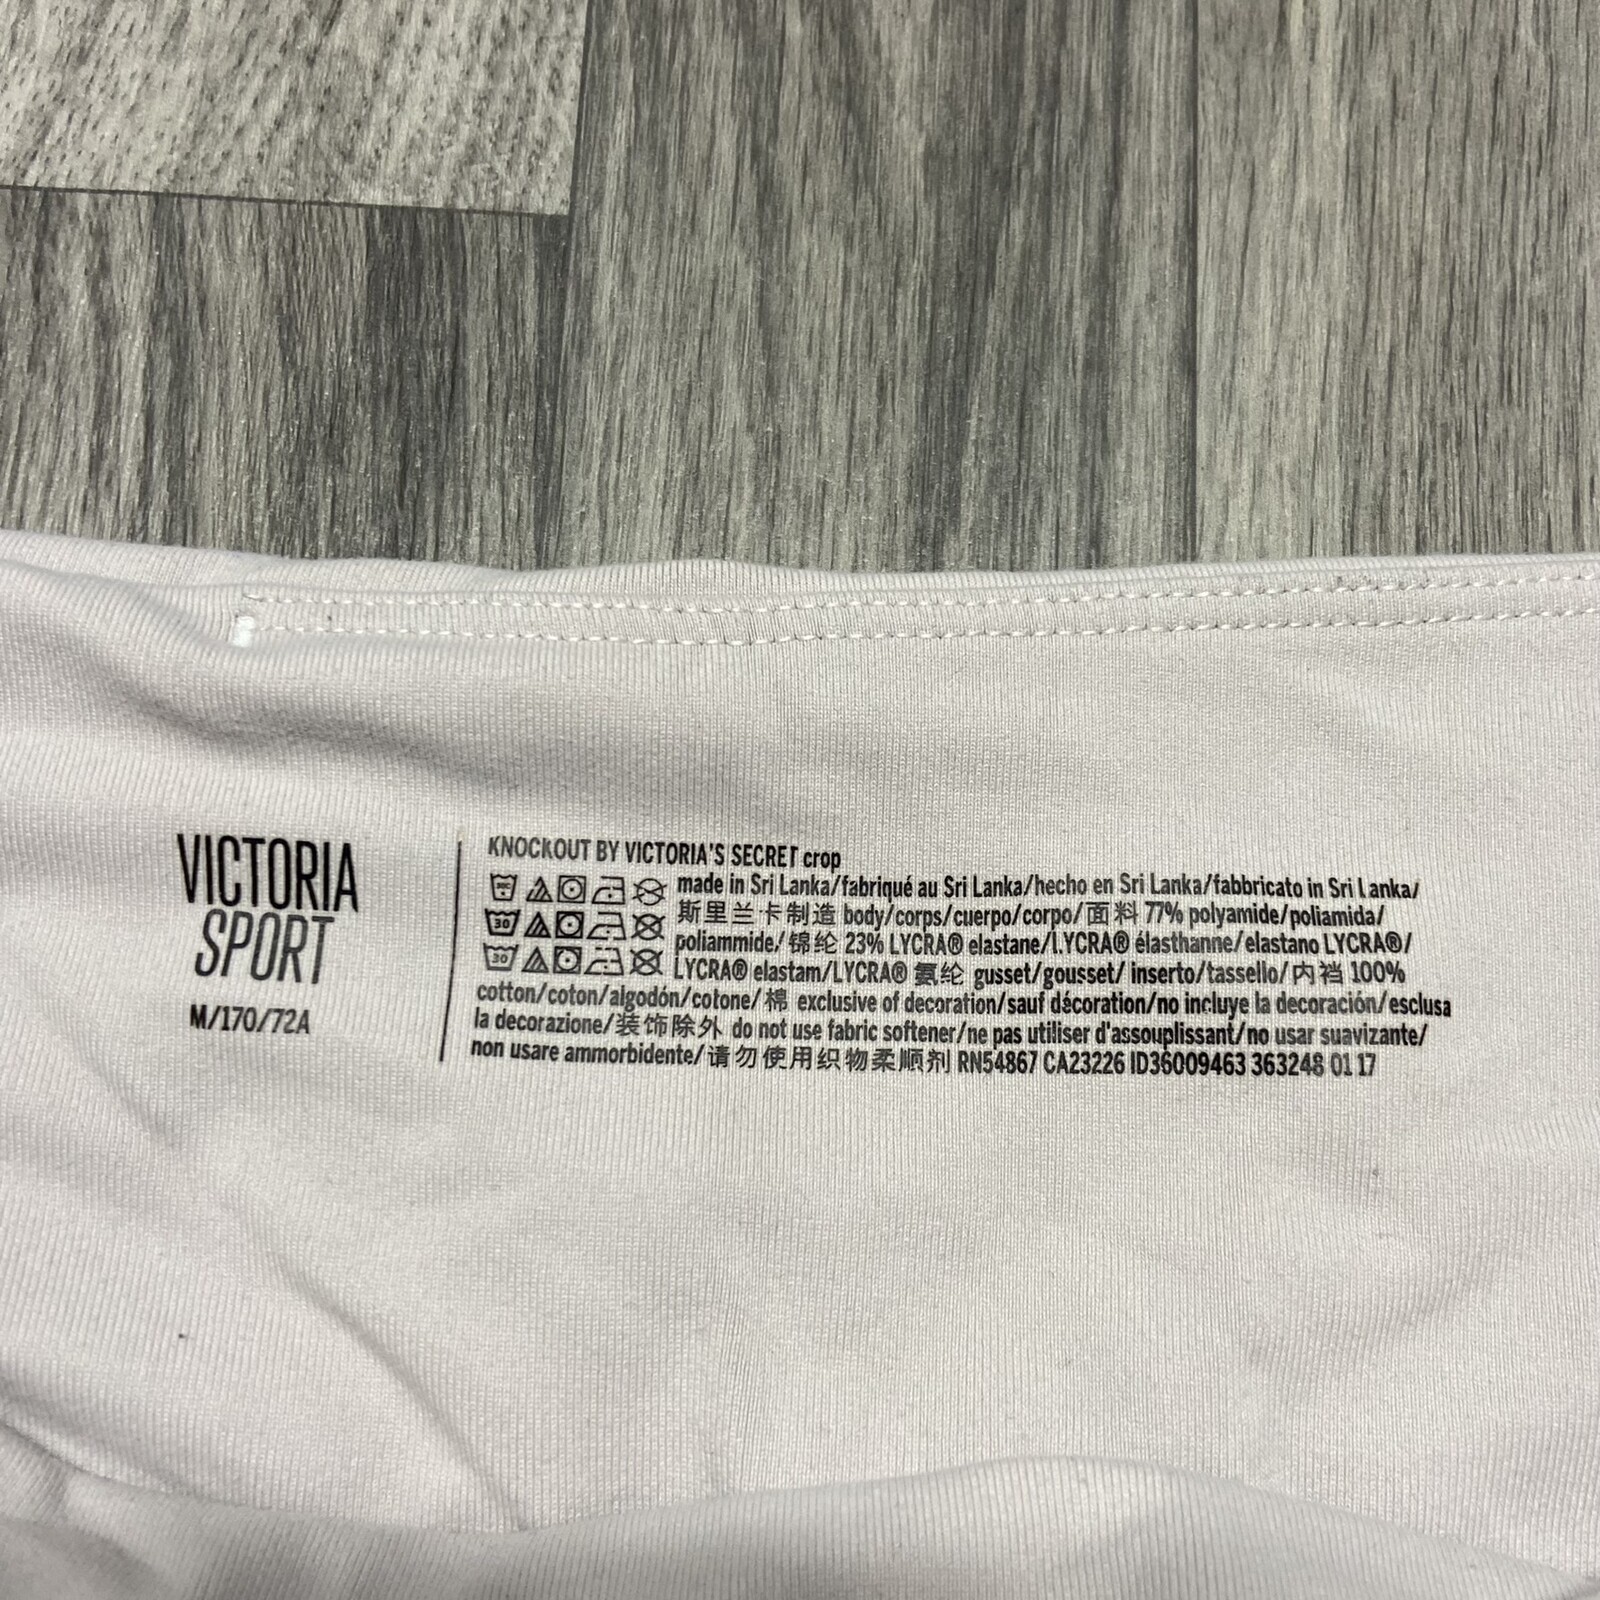 VICTORIA
SPORT
M/170/72A
KNOCKOUT BY VICTORIA'S SECRET crop
made in Sri Lanka/fabriqué au Sri Lanka/hecho en Sri Lanka/fabbricato in Sri Lanka/
斯里兰卡制造 body/corps/cuerpo/corpo/面料 77% polyamide/poliamida/
30
poliammide/锦纶 23% LYCRA® elastane/LYCRA® élasthanne/elastano LYCRA®/
30
LYCRA® elastam/LYCRA®氨纶 gusset/gousset/ inserto/tassello/内裆 100%
cotton/coton/algodón/cotone/棉 exclusive of decoration/sauf décoration/no incluye la decoración/esclusa
la decorazione/装饰除外 do not use fabric softener/ne pas utiliser d'assouplissant/no usar suavizante/
non usare ammorbidente/请勿使用织物柔顺剂 RN54867 CA23226 ID36009463 363248 01 17